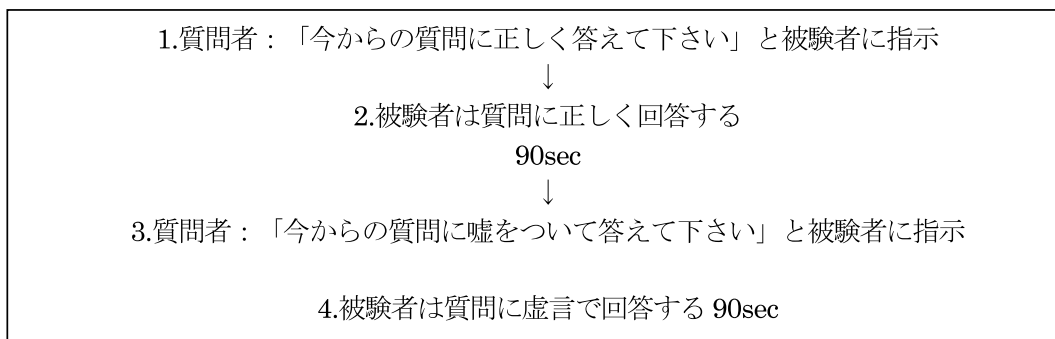 1.質問者：「今からの質問に正しく答えて下さい」と被験者に指示
↓
2.被験者は質問に正しく回答する
90sec
↓
3.質問者：「今からの質問に嘘をついて答えて下さい」と被験者に指示
4.被験者は質問に虚言で回答する 90sec